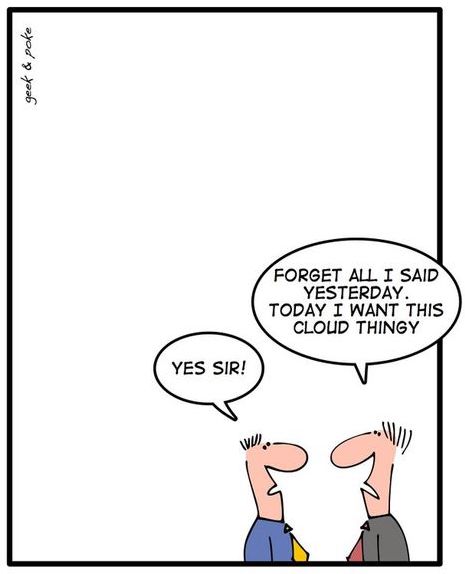 geek & poke
FORGET ALL I SAID
YESTERDAY.
TODAY I WANT THIS
CLOUD THINGY
YES SIR!